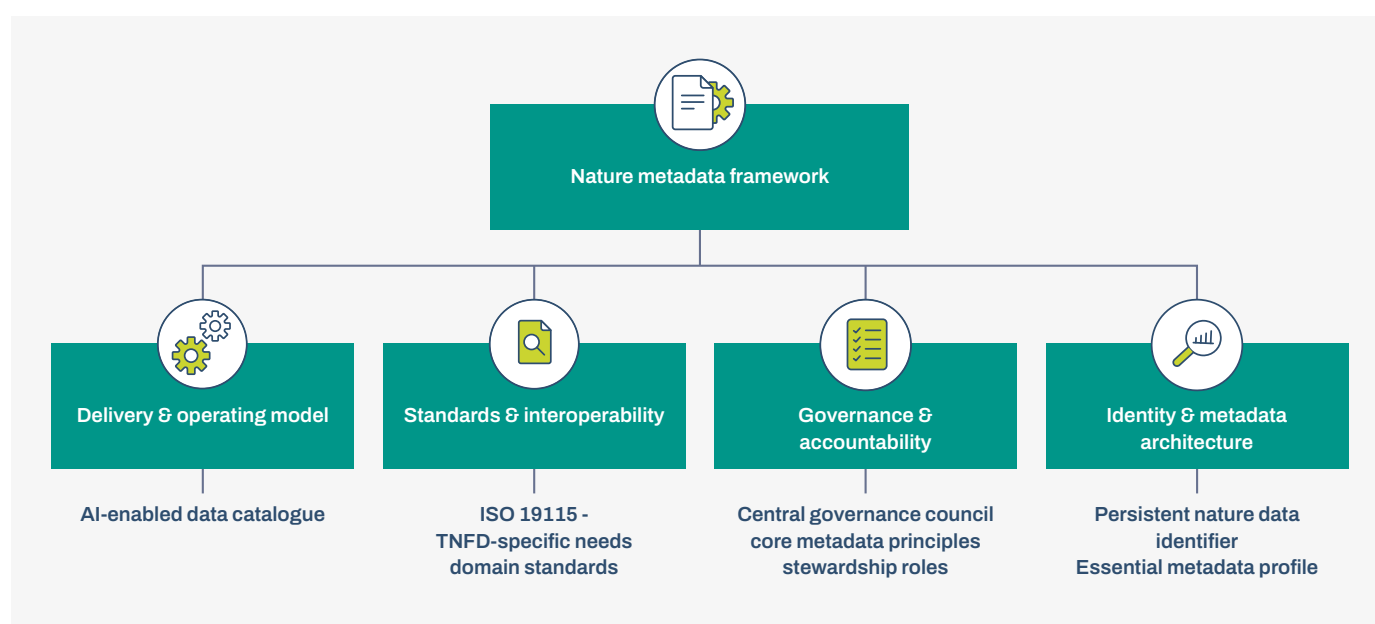 Nature metadata framework
Delivery & operating model
Standards & interoperability
Governance &
accountability
Identity & metadata
architecture
AI-enabled data catalogue
ISO 19115 -
TNFD-specific needs
domain standards
Central governance council
core metadata principles
stewardship roles
Persistent nature data
identifier
Essential metadata profile